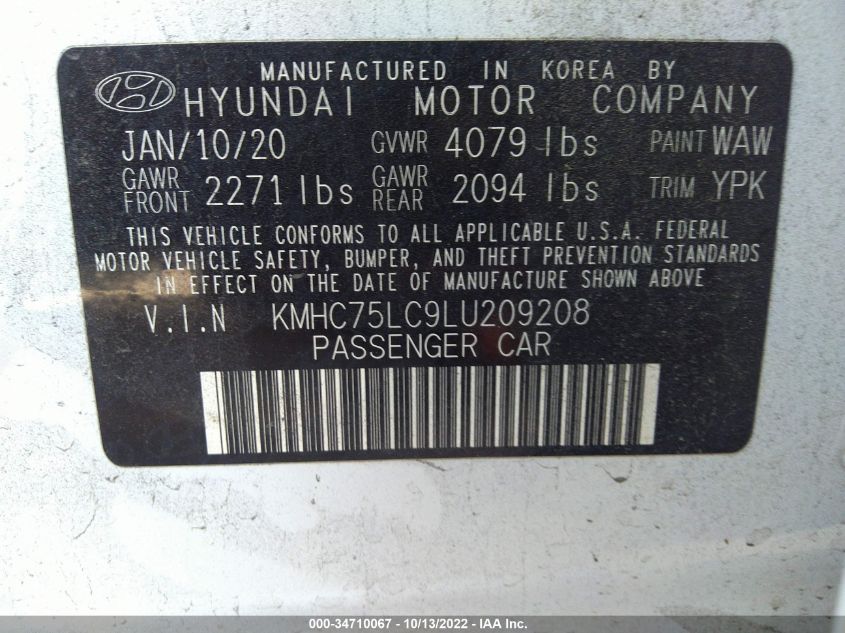 MANUFACTURED IN KOREA BY
HYUNDAI MOTOR COMPANY
JAN/10/20 GVWR 4079 lbs PAINT WAW
GAWR FRONT 2271 lbs GAWR REAR 2094 lbs TRIM YPK
THIS VEHICLE CONFORMS TO ALL APPLICABLE U.S.A. FEDERAL
MOTOR VEHICLE SAFETY, BUMPER, AND THEFT PREVENTION STANDARDS
IN EFFECT ON THE DATE OF MANUFACTURE SHOWN ABOVE
V.I.N KMHC75LC9LU209208
PASSENGER CAR
000-34710067 - 10/13/2022 - IAA Inc.